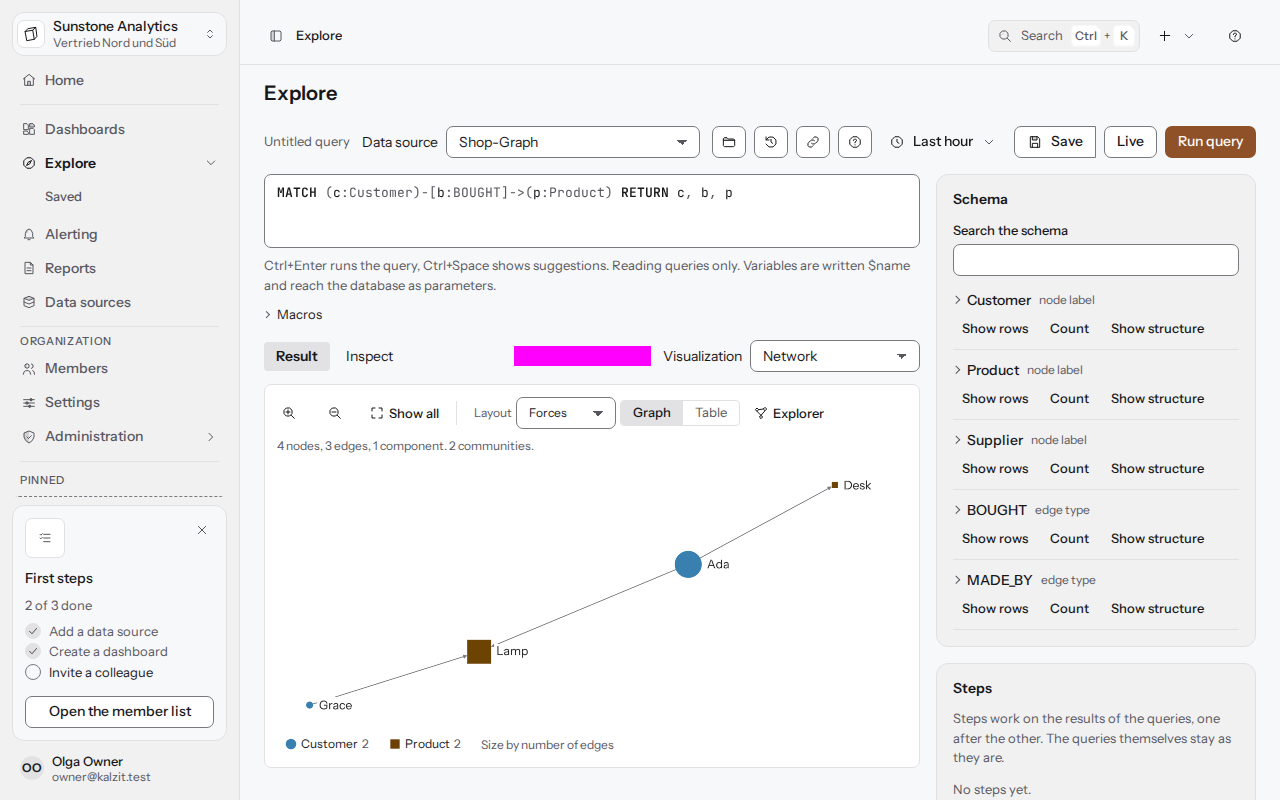 Sunstone Analytics
Vertrieb Nord und Süd
Home
Dashboards
Explore
Saved
Alerting
Reports
Data sources
ORGANIZATION
Members
Settings
Administration
PINNED
First steps
2 of 3 done
Add a data source
Create a dashboard
Invite a colleague
Open the member list
OO
Olga Owner
owner@kalzit.test
Explore
Search Ctrl + K
Explore
Untitled query Data source Shop-Graph Last hour Save Live Run query
MATCH (c:Customer)-[b:BOUGHT]->(p:Product) RETURN c, b, p
Ctrl+Enter runs the query, Ctrl+Space shows suggestions. Reading queries only. Variables are written $name
and reach the database as parameters.
Macros
Result Inspect Visualization Network
Show all Layout Forces Graph Table Explorer
4 nodes, 3 edges, 1 component. 2 communities.
Desk
Ada
Lamp
Grace
Customer 2 Product 2 Size by number of edges
Schema
Search the schema
Customer node label
Show rows Count Show structure
Product node label
Show rows Count Show structure
Supplier node label
Show rows Count Show structure
BOUGHT edge type
Show rows Count Show structure
MADE_BY edge type
Show rows Count Show structure
Steps
Steps work on the results of the queries, one
after the other. The queries themselves stay as
they are.
No steps yet.